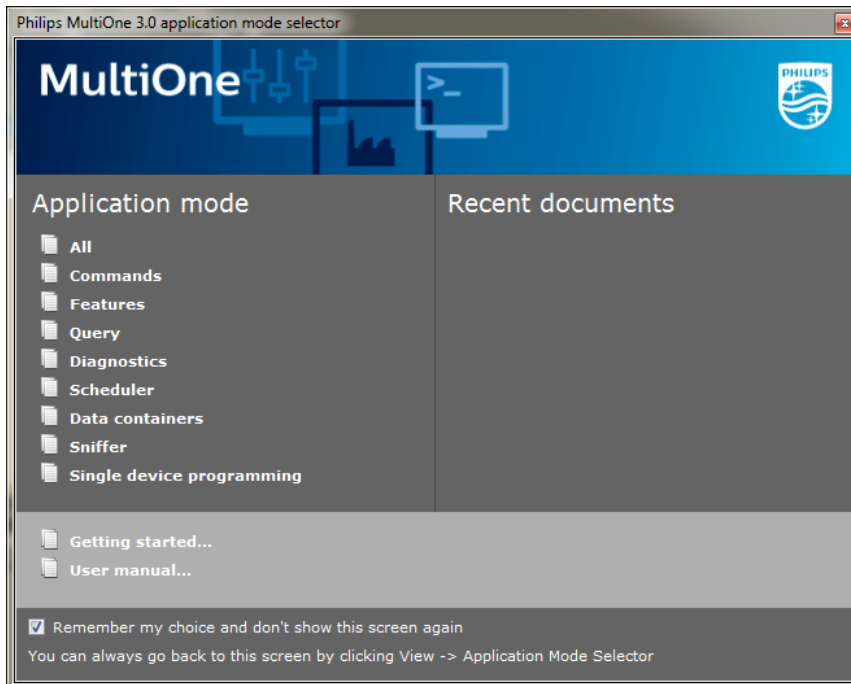 Philips MultiOne 3.0 application mode selector
x
MultiOne
>_
PHILIPS
Application mode
All
Commands
Features
Query
Diagnostics
Scheduler
Data containers
Sniffer
Single device programming
Recent documents
Getting started...
User manual...
Remember my choice and don't show this screen again
You can always go back to this screen by clicking View -> Application Mode Selector